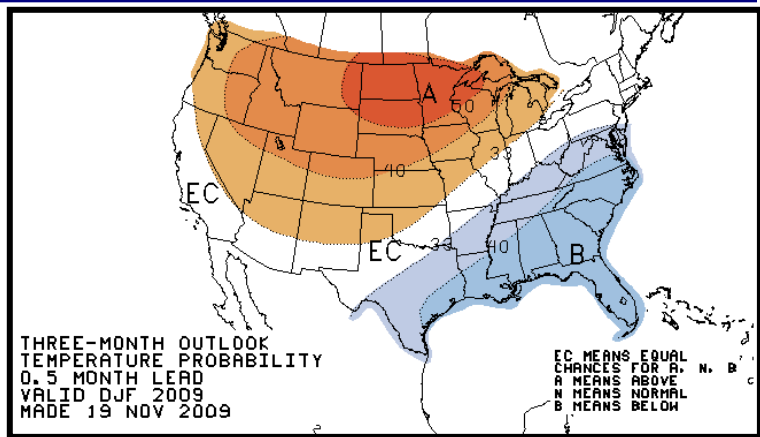 A
50
33
40
EC
EC
33
40
B
THREE-MONTH OUTLOOK
TEMPERATURE PROBABILITY
0.5 MONTH LEAD
VALID DJF 2009
MADE 19 NOV 2009
EC MEANS EQUAL
CHANCES FOR A, N, B
A MEANS ABOVE
N MEANS NORMAL
B MEANS BELOW